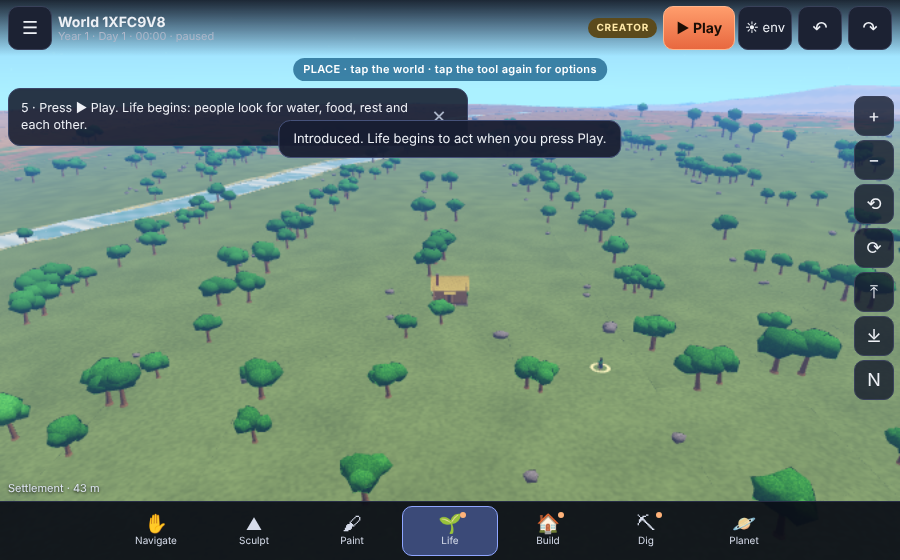 World 1XFC9V8
Year 1 · Day 1 · 00:00 · paused
CREATOR
▶ Play
☀ env
PLACE · tap the world · tap the tool again for options
5 · Press ▶ Play. Life begins: people look for water, food, rest and
each other.
Introduced. Life begins to act when you press Play.
N
Settlement · 43 m
Navigate
Sculpt
Paint
Life
Build
Dig
Planet